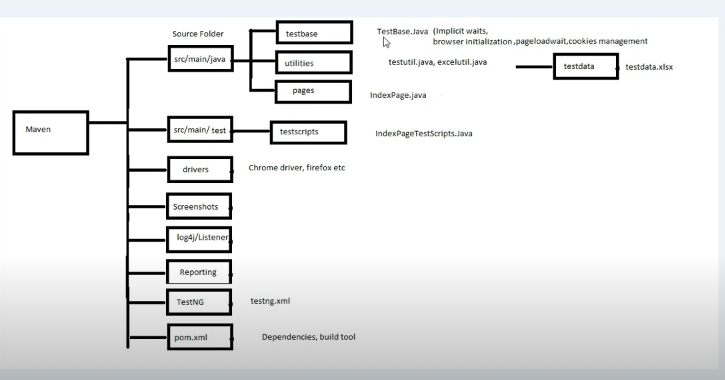 Source Folder
testbase
TestBase.Java (Implicit waits,
browser initialization ,pageloadwait,cookies management
src/main/java
utilities
testutil.java, excelutil.java
testdata
testdata.xlsx
pages
IndexPage.java
Maven
src/main/ test
testscripts
IndexPageTestScripts.Java
drivers
Chrome driver, firefox etc
Screenshots
log4j/Listener
Reporting
TestNG
testng.xml
pom.xml
Dependencies, build tool